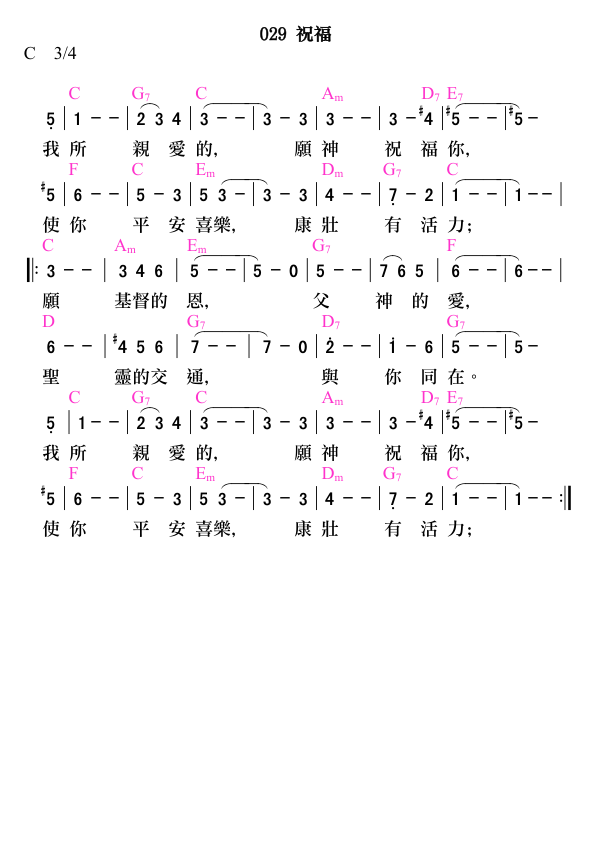 029 祝福
C 3/4
C G7 C Am D7 E7
5 | 1 - - | 2 3 4 | 3 - - | 3 - 3 | 3 - - | 3 - #4 | #5 - - | #5 -
我 所 親 愛 的, 願 神 祝 福 你,
F C Em Dm G7 C
#5 | 6 - - | 5 - 3 | 5 3 - | 3 - 3 | 4 - - | 7 - 2 | 1 - - | 1 - - |
使 你 平 安 喜樂, 康 壯 有 活 力;
C Am Em G7 F
‖: 3 - - | 3 4 6 | 5 - - | 5 - 0 | 5 - - | 7 6 5 | 6 - - | 6 - - |
願 基督的 恩, 父 神 的 愛,
D G7 D7 G7
6 - - | #4 5 6 | 7 - - | 7 - 0 | 2 - - | 1 - 6 | 5 - - | 5 -
聖 靈的交 通, 與 你 同 在。
C G7 C Am D7 E7
5 | 1 - - | 2 3 4 | 3 - - | 3 - 3 | 3 - - | 3 - #4 | #5 - - | #5 -
我 所 親 愛 的, 願 神 祝 福 你,
F C Em Dm G7 C
#5 | 6 - - | 5 - 3 | 5 3 - | 3 - 3 | 4 - - | 7 - 2 | 1 - - | 1 - - :‖
使 你 平 安 喜樂, 康 壯 有 活 力;